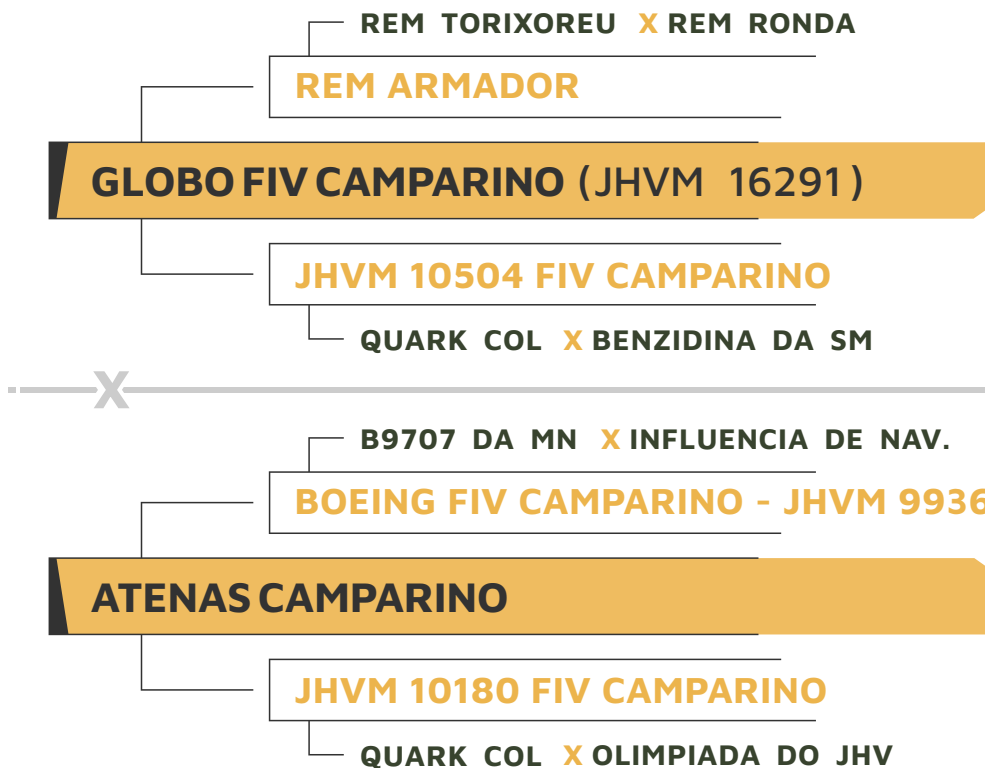 REM TORIXOREU X REM RONDA
REM ARMADOR
GLOBO FIV CAMPARINO (JHVM 16291)
JHVM 10504 FIV CAMPARINO
QUARK COL X BENZIDINA DA SM
X
B9707 DA MN X INFLUENCIA DE NAV.
BOEING FIV CAMPARINO - JHVM 9936
ATENAS CAMPARINO
JHVM 10180 FIV CAMPARINO
QUARK COL X OLIMPIADA DO JHV